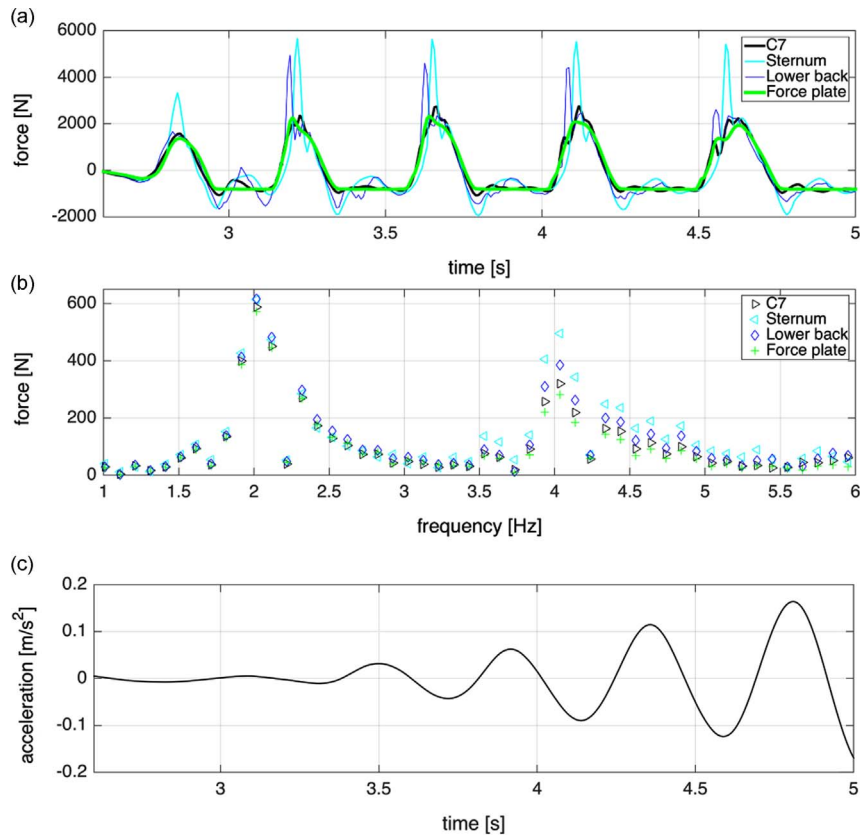 (a)
6000
4000
2000
0
-2000
force [N]
C7
Sternum
Lower back
Force plate
3
3.5
4
4.5
5
time [s]
(b)
600
400
200
0
force [N]
C7
Sternum
Lower back
Force plate
1
1.5
2
2.5
3
3.5
4
4.5
5
5.5
6
frequency [Hz]
(c)
0.2
0.1
0
-0.1
-0.2
acceleration [m/s²]
3
3.5
4
4.5
5
time [s]